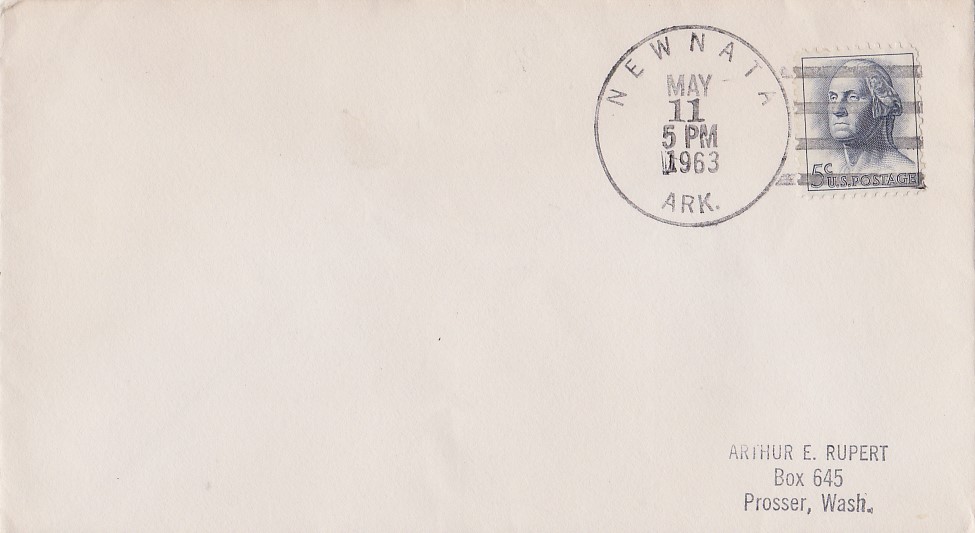 NEWNATA
MAY
11
5 PM
1963
ARK.
5c
U.S. POSTAGE
ARTHUR E. RUPERT
Box 645
Prosser, Wash.